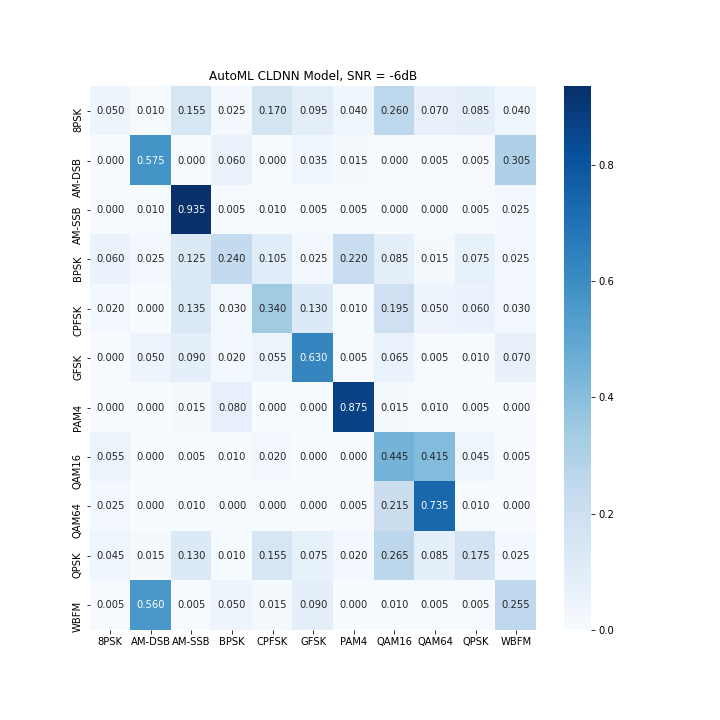 AutoML CLDNN Model, SNR = -6dB
8PSK 0.050 0.010 0.155 0.025 0.170 0.095 0.040 0.260 0.070 0.085 0.040
AM-DSB 0.000 0.575 0.000 0.060 0.000 0.035 0.015 0.000 0.005 0.005 0.305
AM-SSB 0.000 0.010 0.935 0.005 0.010 0.005 0.005 0.000 0.000 0.005 0.025
BPSK 0.060 0.025 0.125 0.240 0.105 0.025 0.220 0.085 0.015 0.075 0.025
CPFSK 0.020 0.000 0.135 0.030 0.340 0.130 0.010 0.195 0.050 0.060 0.030
GFSK 0.000 0.050 0.090 0.020 0.055 0.630 0.005 0.065 0.005 0.010 0.070
PAM4 0.000 0.000 0.015 0.080 0.000 0.000 0.875 0.015 0.010 0.005 0.000
QAM16 0.055 0.000 0.005 0.010 0.020 0.000 0.000 0.445 0.415 0.045 0.005
QAM64 0.025 0.000 0.010 0.000 0.000 0.000 0.005 0.215 0.735 0.010 0.000
QPSK 0.045 0.015 0.130 0.010 0.155 0.075 0.020 0.265 0.085 0.175 0.025
WBFM 0.005 0.560 0.005 0.050 0.015 0.090 0.000 0.010 0.005 0.005 0.255
8PSK AM-DSB AM-SSB BPSK CPFSK GFSK PAM4 QAM16 QAM64 QPSK WBFM
0.8
0.6
0.4
0.2
0.0